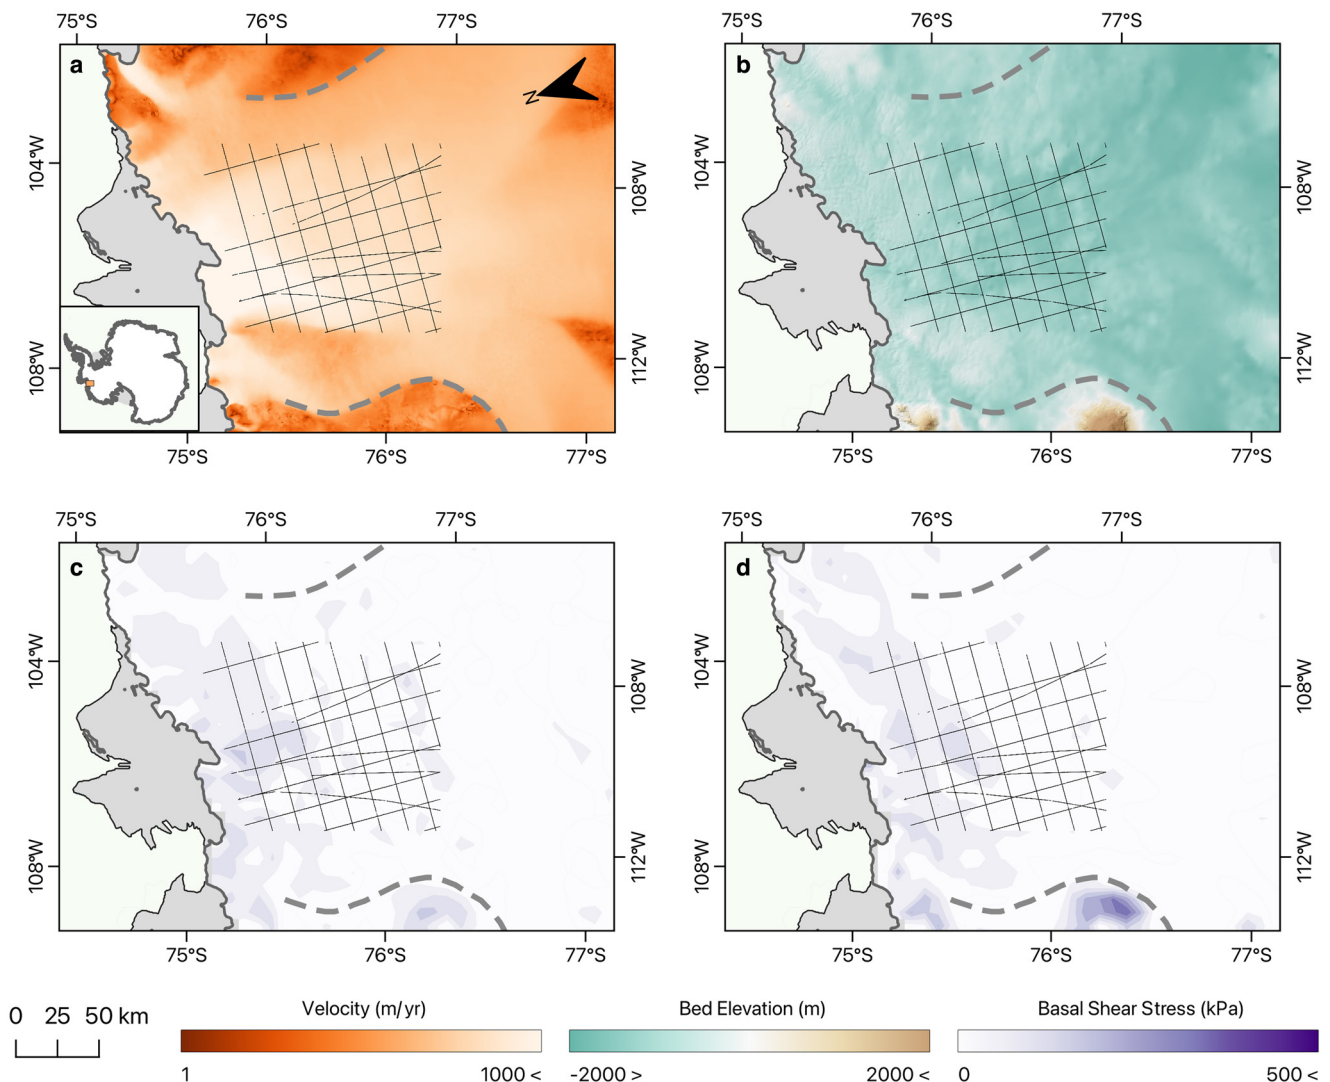 75°S 76°S 77°S 75°S 76°S 77°S
a b
N
104°W 108°W 104°W 108°W
108°W 112°W 108°W 112°W
75°S 76°S 77°S 75°S 76°S 77°S
75°S 76°S 77°S 75°S 76°S 77°S
c d
104°W 108°W 104°W 108°W
108°W 112°W 108°W 112°W
75°S 76°S 77°S 75°S 76°S 77°S
0 25 50 km
Velocity (m/yr) Bed Elevation (m) Basal Shear Stress (kPa)
1 1000 < -2000 > 2000 < 0 500 <